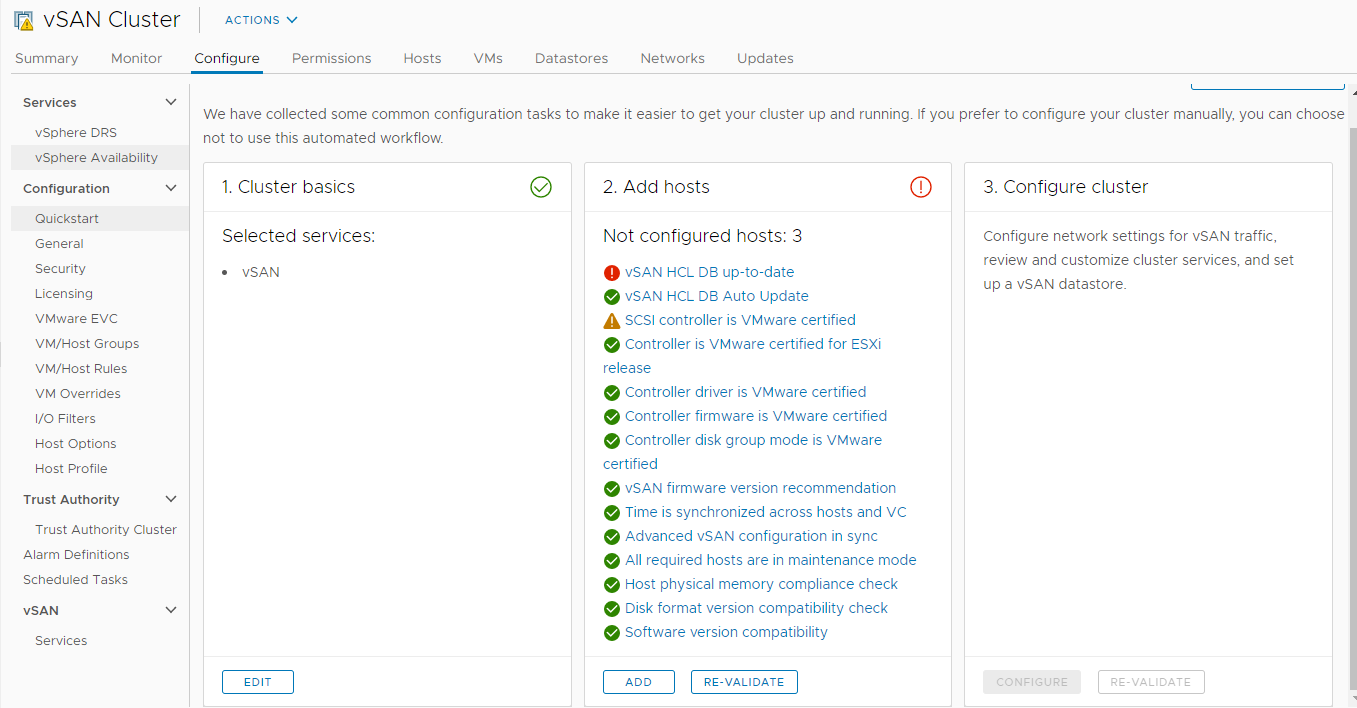 vSAN Cluster
ACTIONS
Summary
Monitor
Configure
Permissions
Hosts
VMs
Datastores
Networks
Updates
Services
vSphere DRS
vSphere Availability
Configuration
Quickstart
General
Security
Licensing
VMware EVC
VM/Host Groups
VM/Host Rules
VM Overrides
I/O Filters
Host Options
Host Profile
Trust Authority
Trust Authority Cluster
Alarm Definitions
Scheduled Tasks
vSAN
Services
We have collected some common configuration tasks to make it easier to get your cluster up and running. If you prefer to configure your cluster manually, you can choose
not to use this automated workflow.
1. Cluster basics
Selected services:
• vSAN
EDIT
2. Add hosts
Not configured hosts: 3
vSAN HCL DB up-to-date
vSAN HCL DB Auto Update
SCSI controller is VMware certified
Controller is VMware certified for ESXi
release
Controller driver is VMware certified
Controller firmware is VMware certified
Controller disk group mode is VMware
certified
vSAN firmware version recommendation
Time is synchronized across hosts and VC
Advanced vSAN configuration in sync
All required hosts are in maintenance mode
Host physical memory compliance check
Disk format version compatibility check
Software version compatibility
ADD
RE-VALIDATE
3. Configure cluster
Configure network settings for vSAN traffic,
review and customize cluster services, and set
up a vSAN datastore.
CONFIGURE
RE-VALIDATE